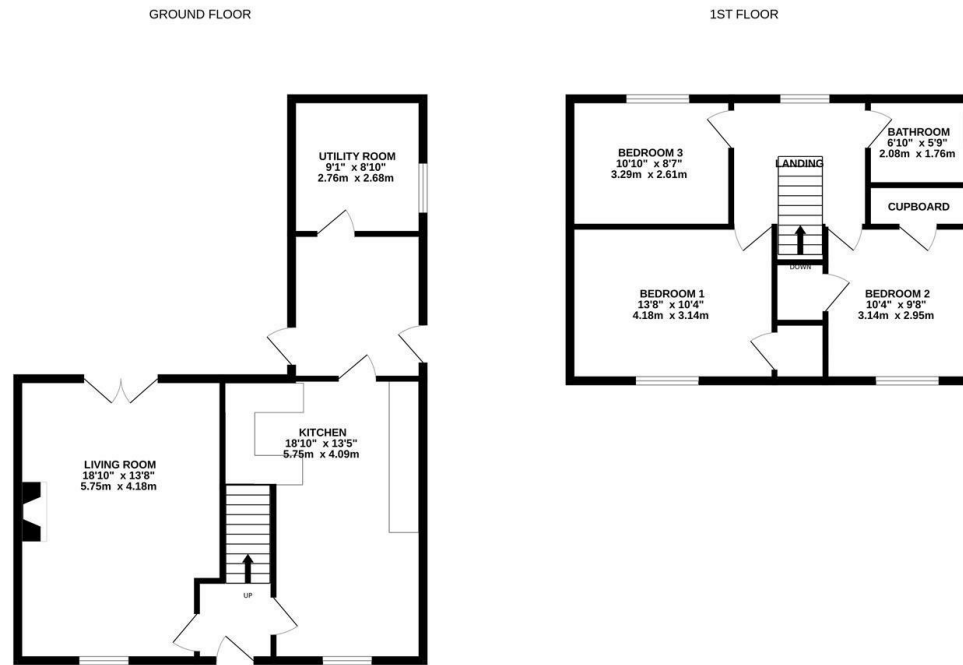 GROUND FLOOR
UTILITY ROOM
9'1" x 8'10"
2.76m x 2.68m
KITCHEN
18'10" x 13'5"
5.75m x 4.09m
LIVING ROOM
18'10" x 13'8"
5.75m x 4.18m
UP
1ST FLOOR
BATHROOM
6'10" x 5'9"
2.08m x 1.76m
BEDROOM 3
10'10" x 8'7"
3.29m x 2.61m
LANDING
CUPBOARD
DOWN
BEDROOM 1
13'8" x 10'4"
4.18m x 3.14m
BEDROOM 2
10'4" x 9'8"
3.14m x 2.95m